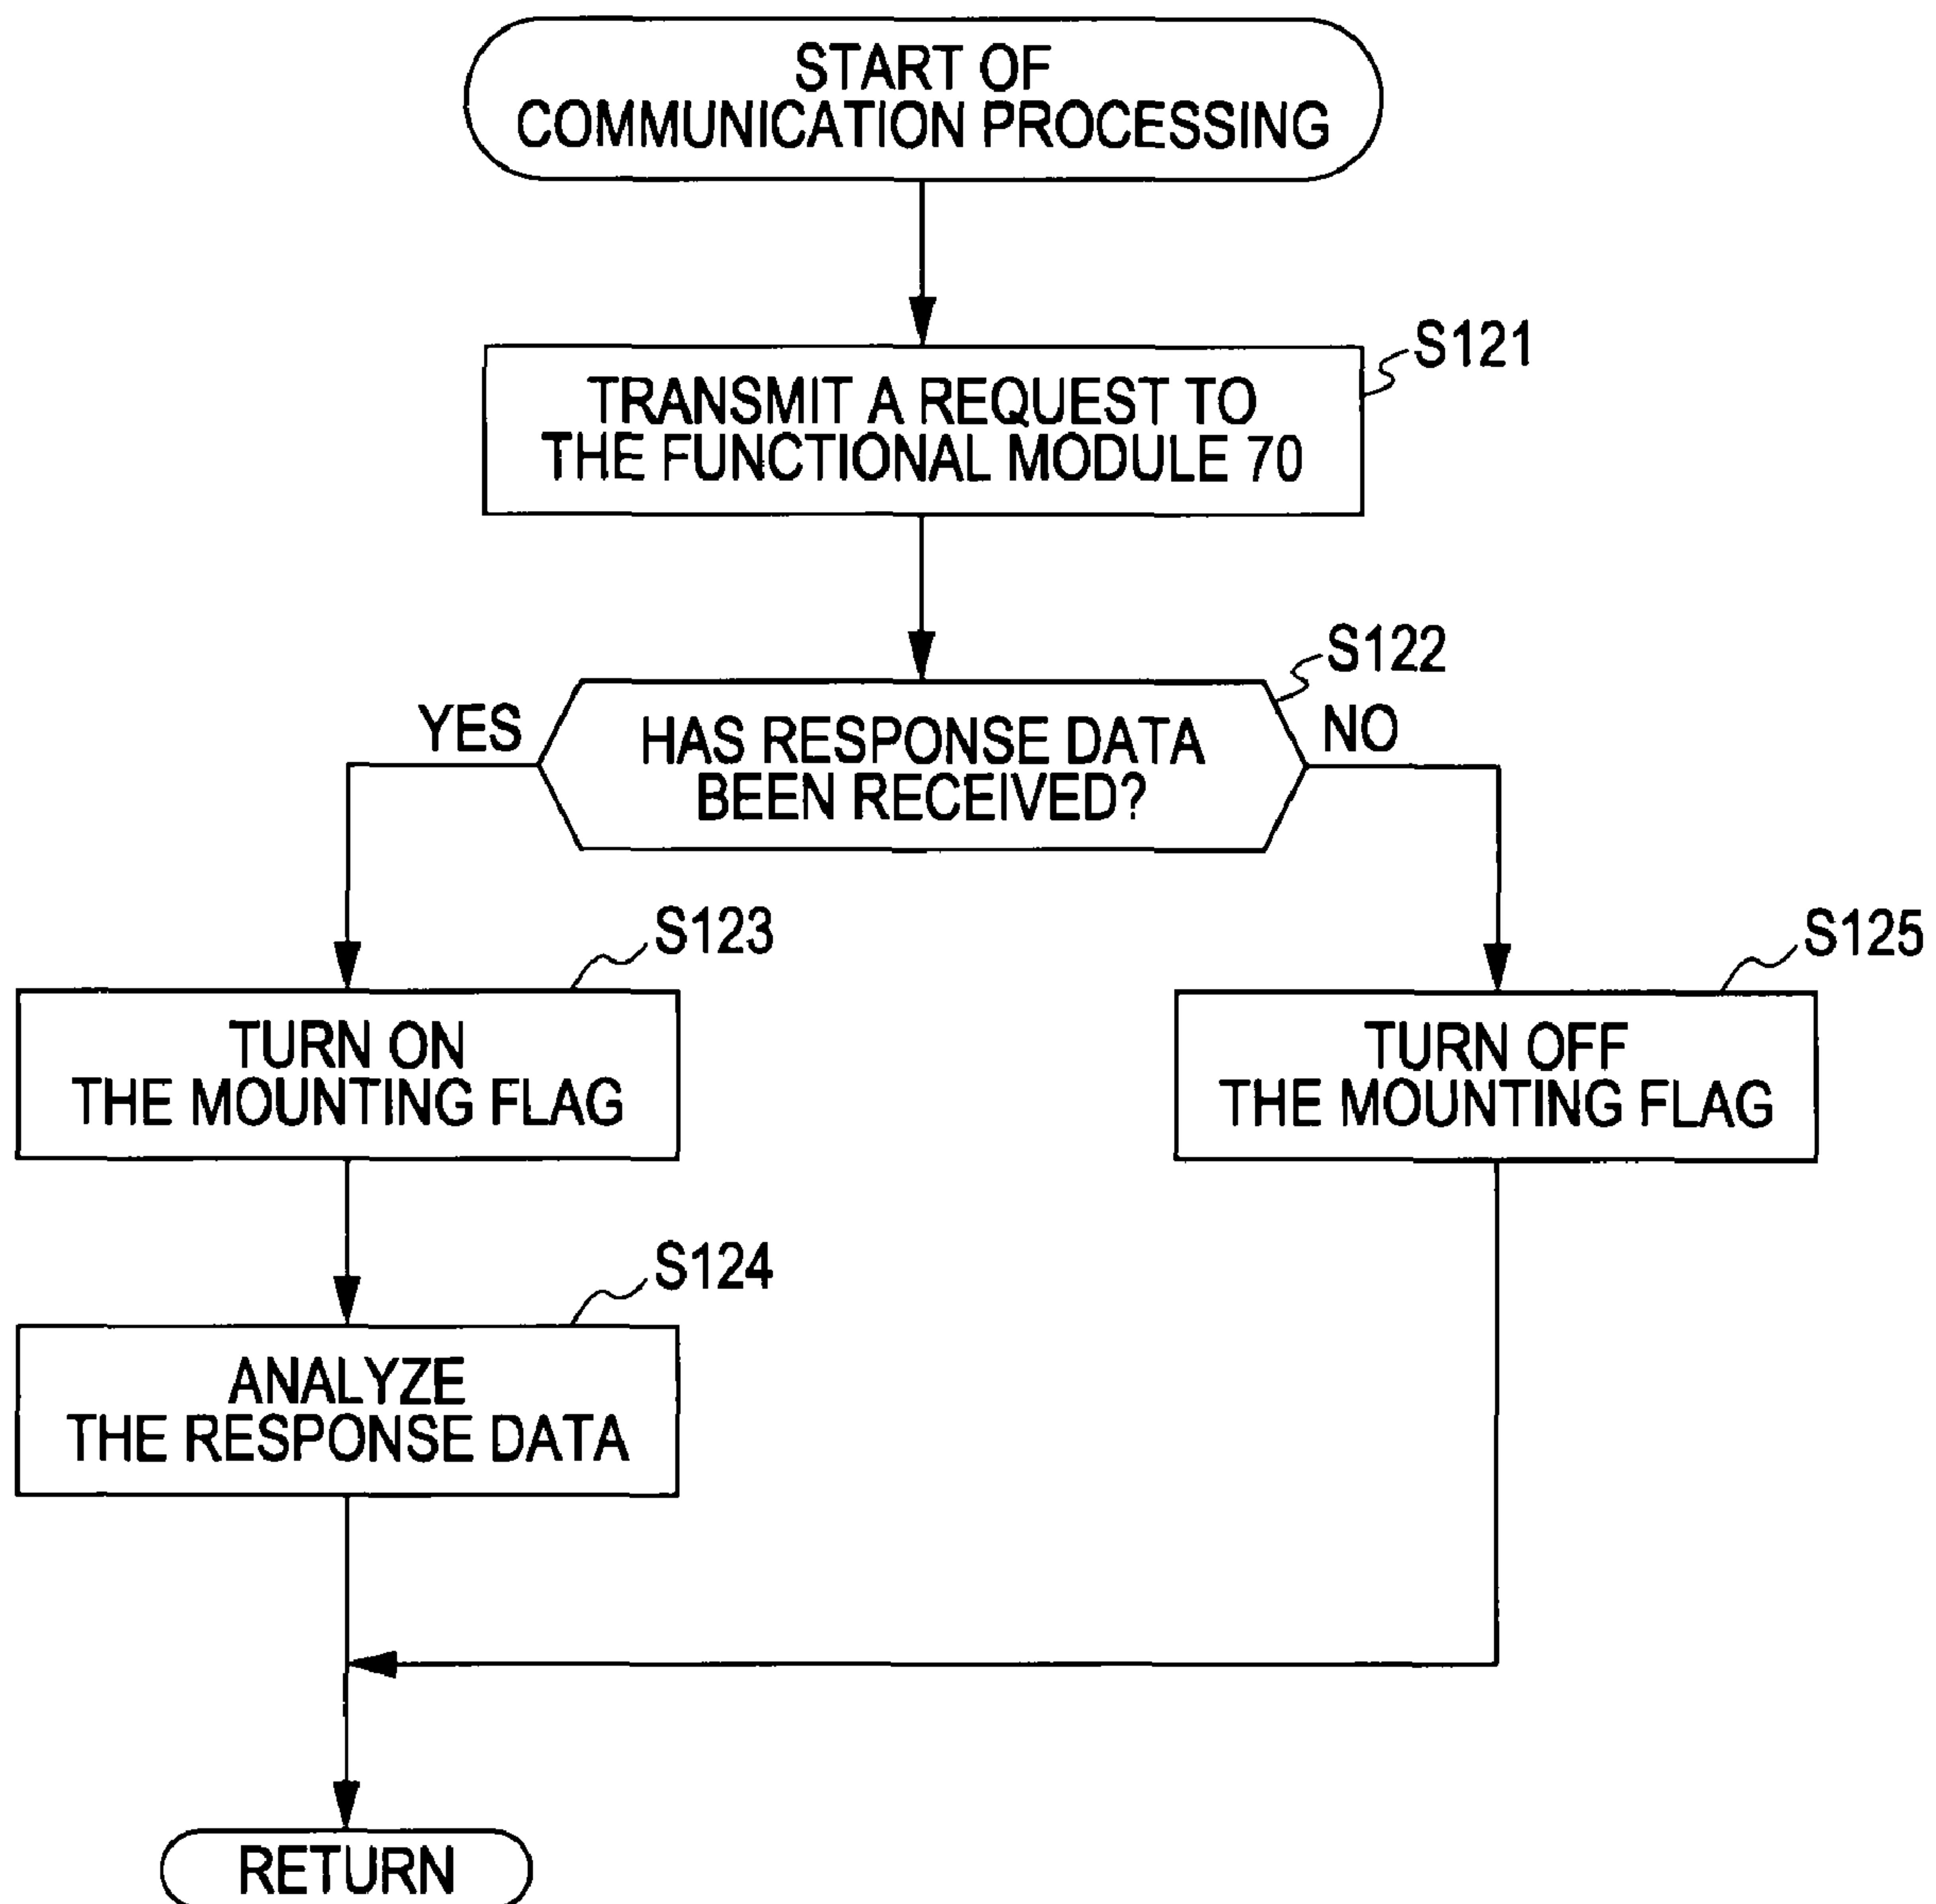 START OF
COMMUNICATION PROCESSING
S121
TRANSMIT A REQUEST TO
THE FUNCTIONAL MODULE 70
S122
YES
HAS RESPONSE DATA
BEEN RECEIVED?
NO
S123
TURN ON
THE MOUNTING FLAG
S125
TURN OFF
THE MOUNTING FLAG
S124
ANALYZE
THE RESPONSE DATA
RETURN